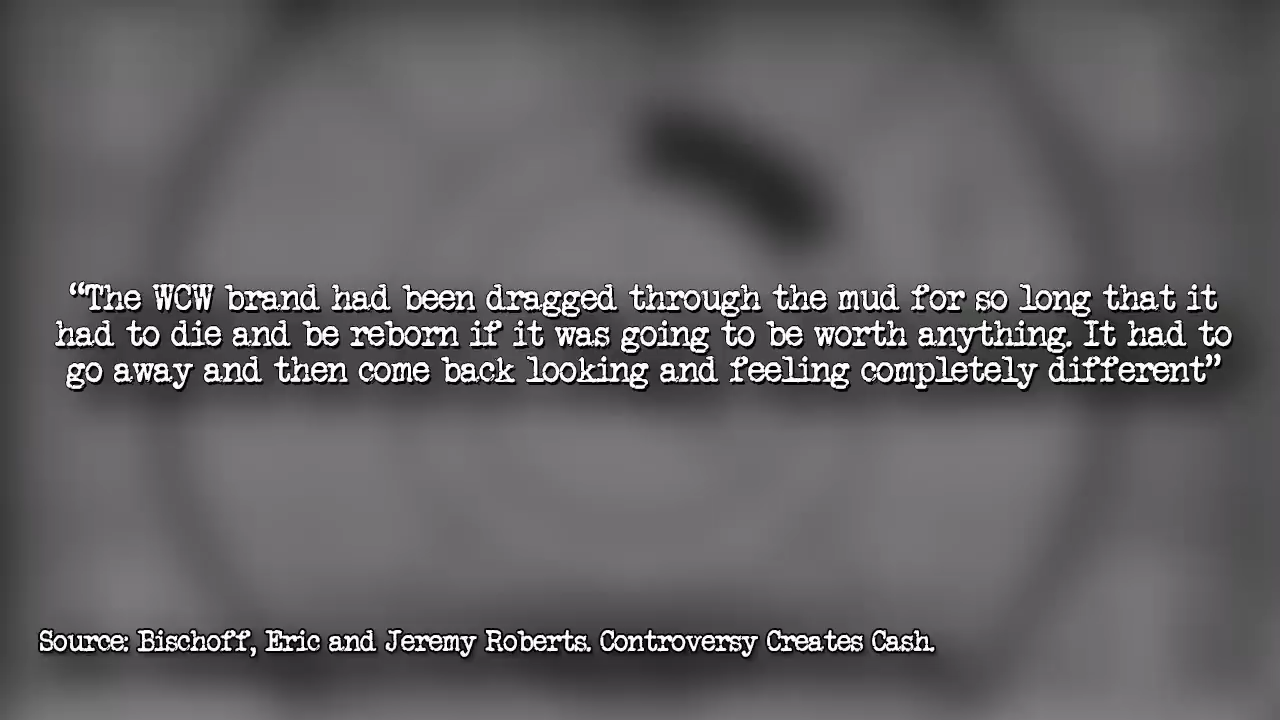 “The WCW brand had been dragged through the mud for so long that it
had to die and be reborn if it was going to be worth anything. It had to
go away and then come back looking and feeling completely different”
Source: Bischoff, Eric and Jeremy Roberts. Controversy Creates Cash.